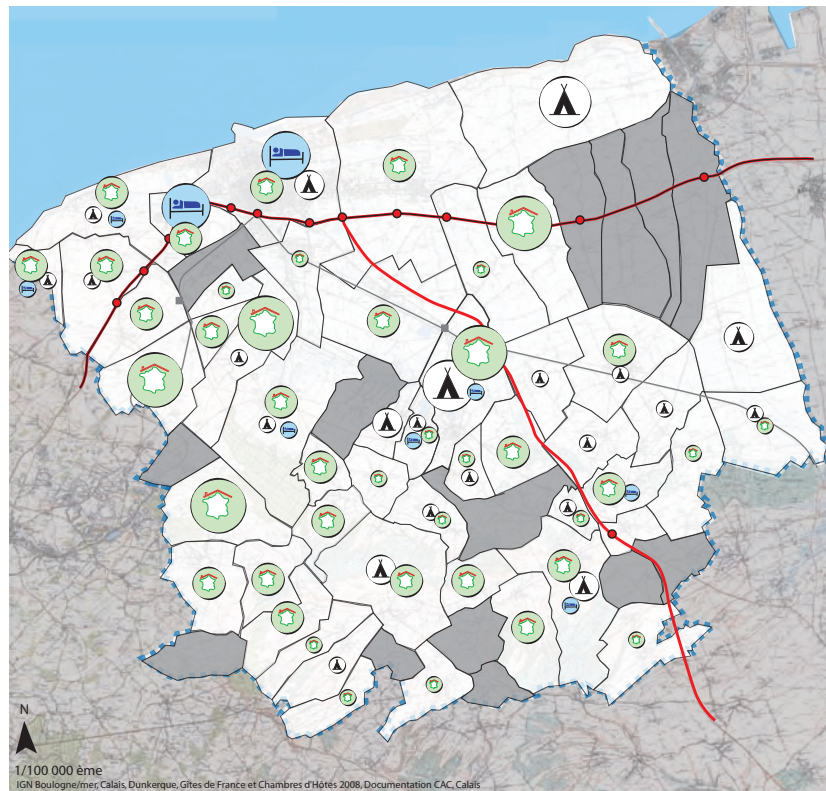 N
1/100 000 ème
IGN Boulogne/mer, Calais, Dunkerque, Gîtes de France et Chambres d'Hôtes 2008, Documentation CAC, Calais